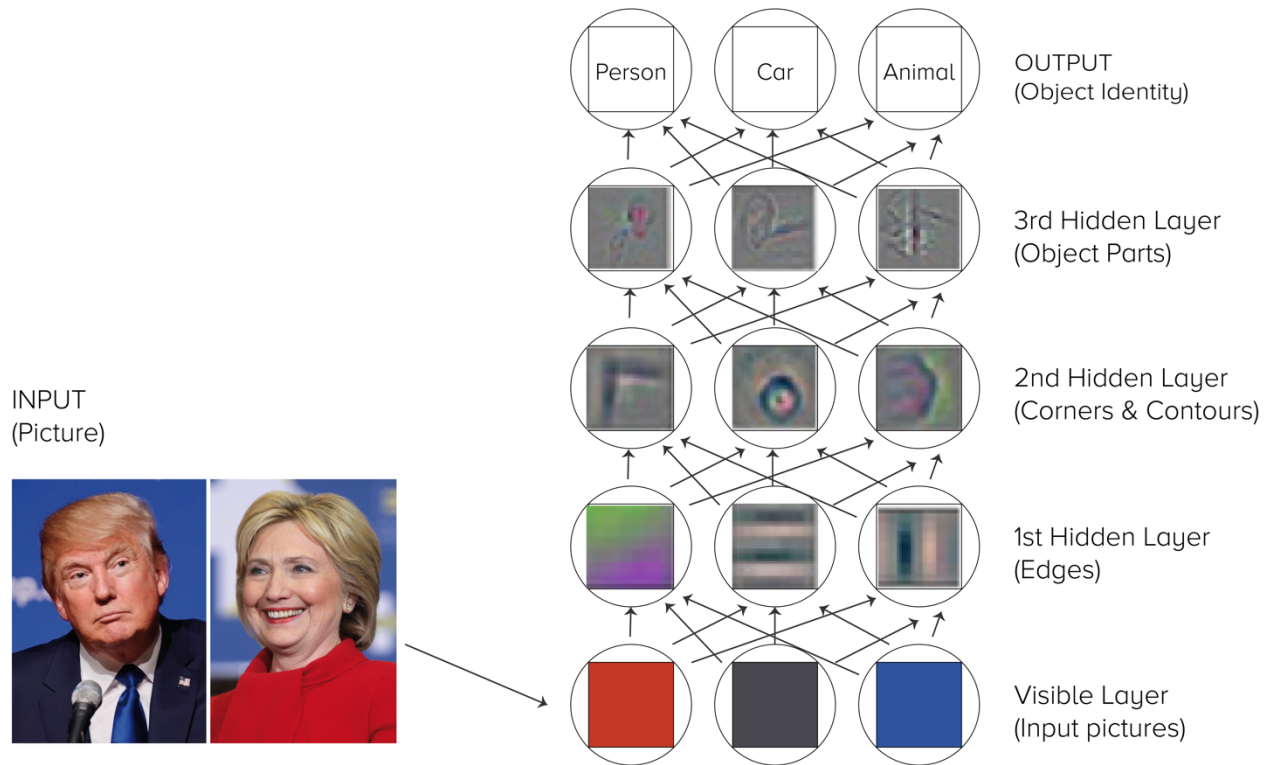 Person
Car
Animal
OUTPUT
(Object Identity)
3rd Hidden Layer
(Object Parts)
2nd Hidden Layer
(Corners & Contours)
INPUT
(Picture)
1st Hidden Layer
(Edges)
Visible Layer
(Input pictures)